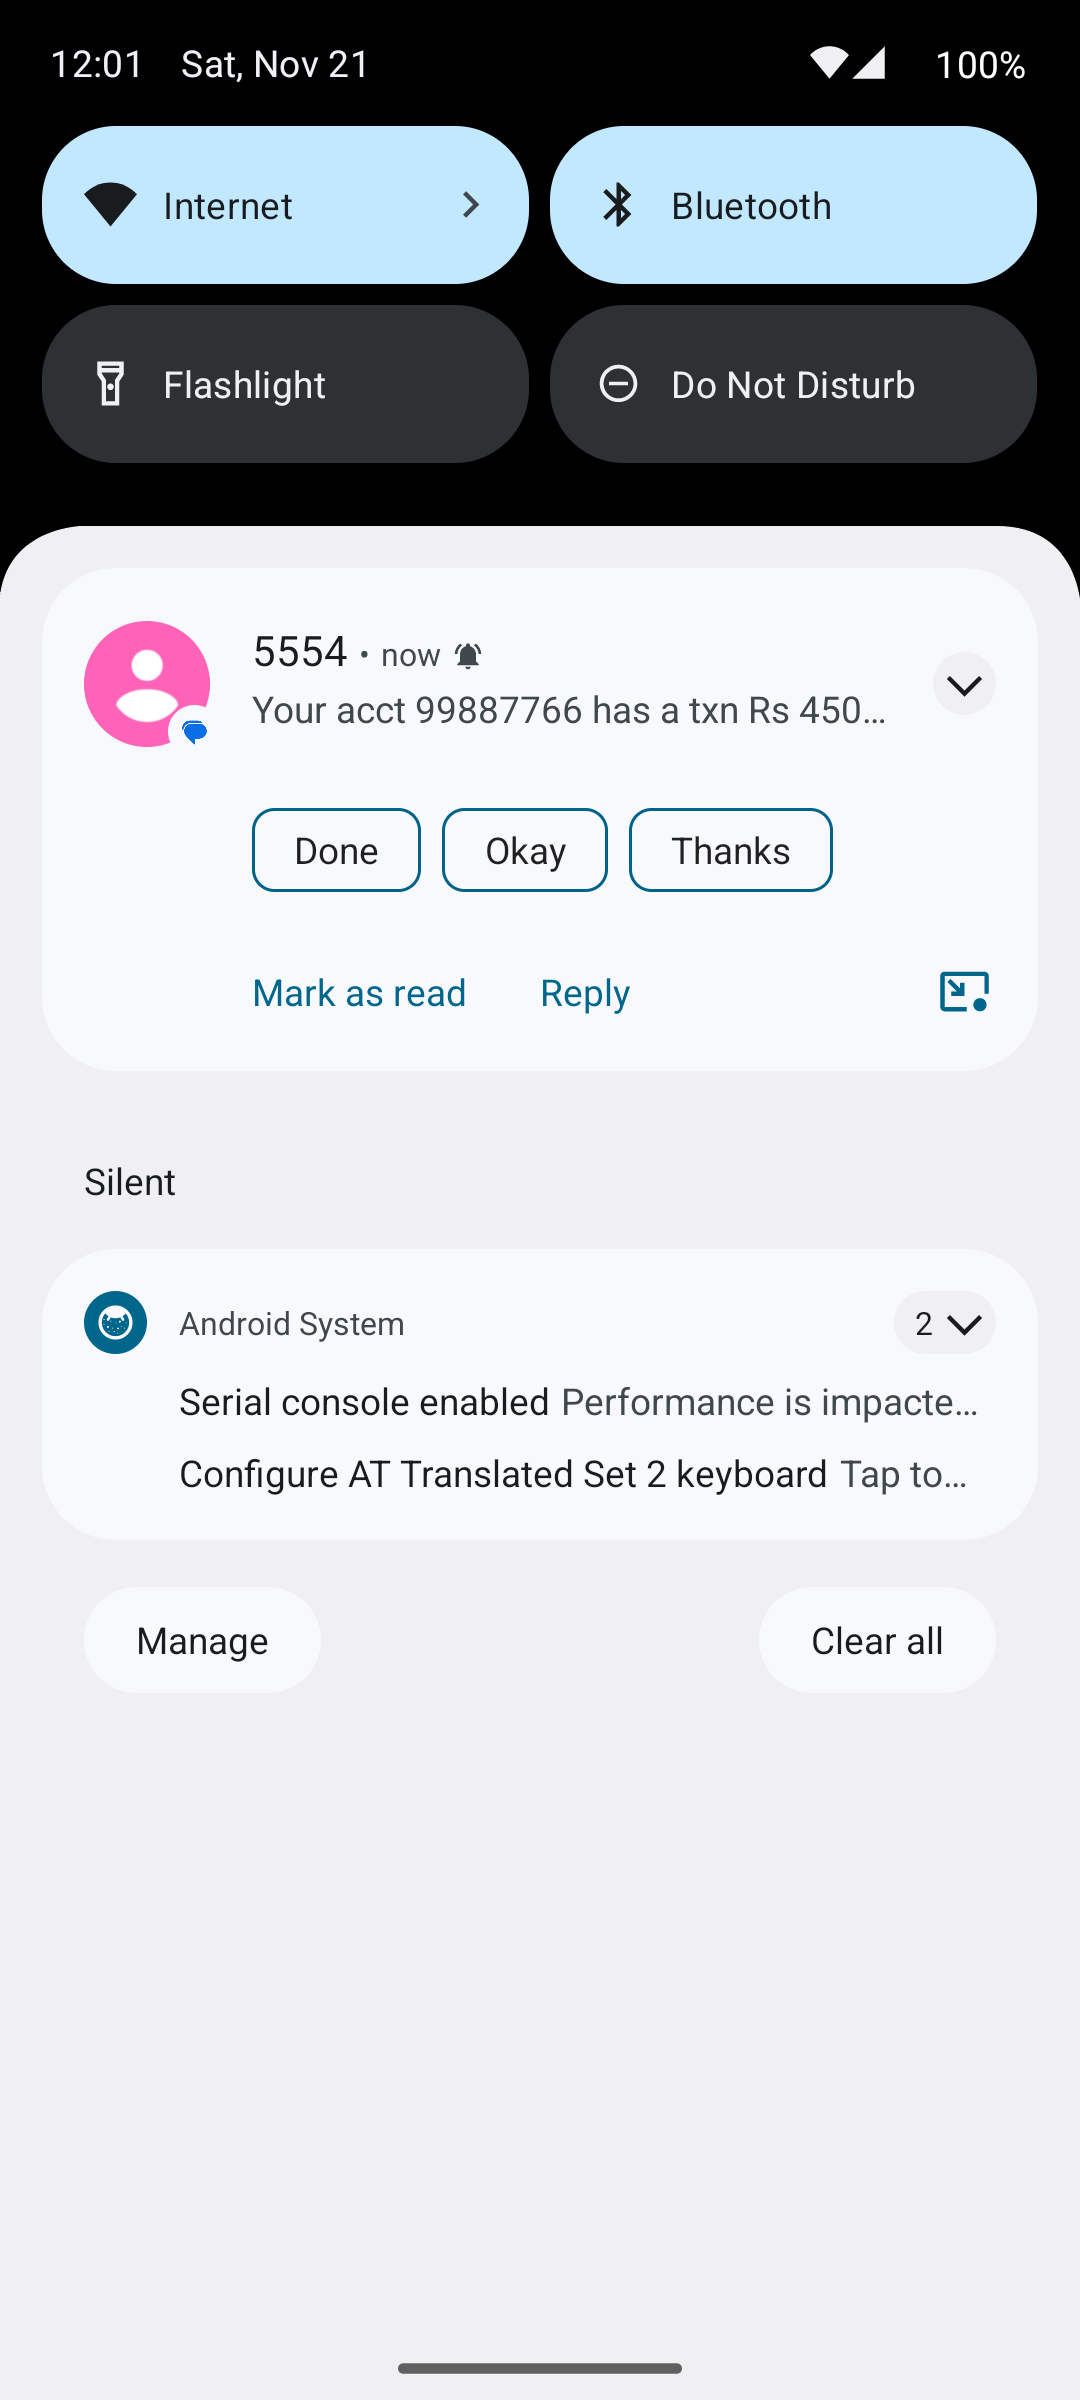 12:01 Sat, Nov 21 100%
Internet Bluetooth
Flashlight Do Not Disturb
5554 • now
Your acct 99887766 has a txn Rs 450…
Done Okay Thanks
Mark as read Reply
Silent
Android System 2
Serial console enabled Performance is impacte…
Configure AT Translated Set 2 keyboard Tap to…
Manage Clear all